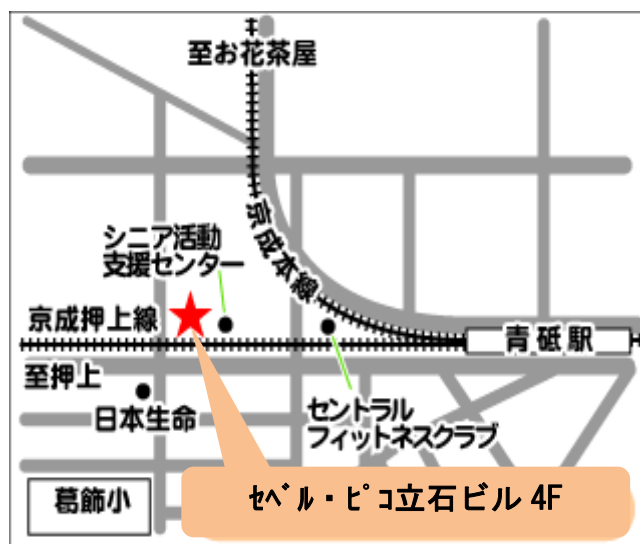 至お花茶屋
京成本線
シニア活動
支援センター
京成押上線
青砥駅
至押上
日本生命
セントラル
フィットネスクラブ
葛飾小
ｾﾍﾞﾙ・ﾋﾟｺ立石ビル 4F